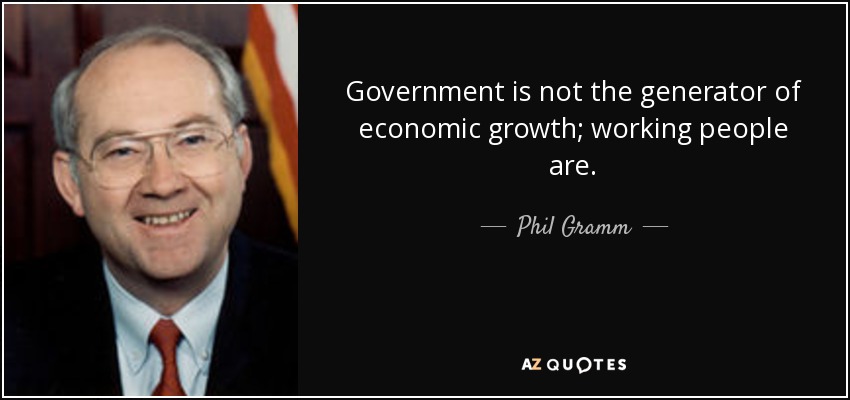 Government is not the generator of
economic growth; working people
are.
Phil Gramm
AZ QUOTES